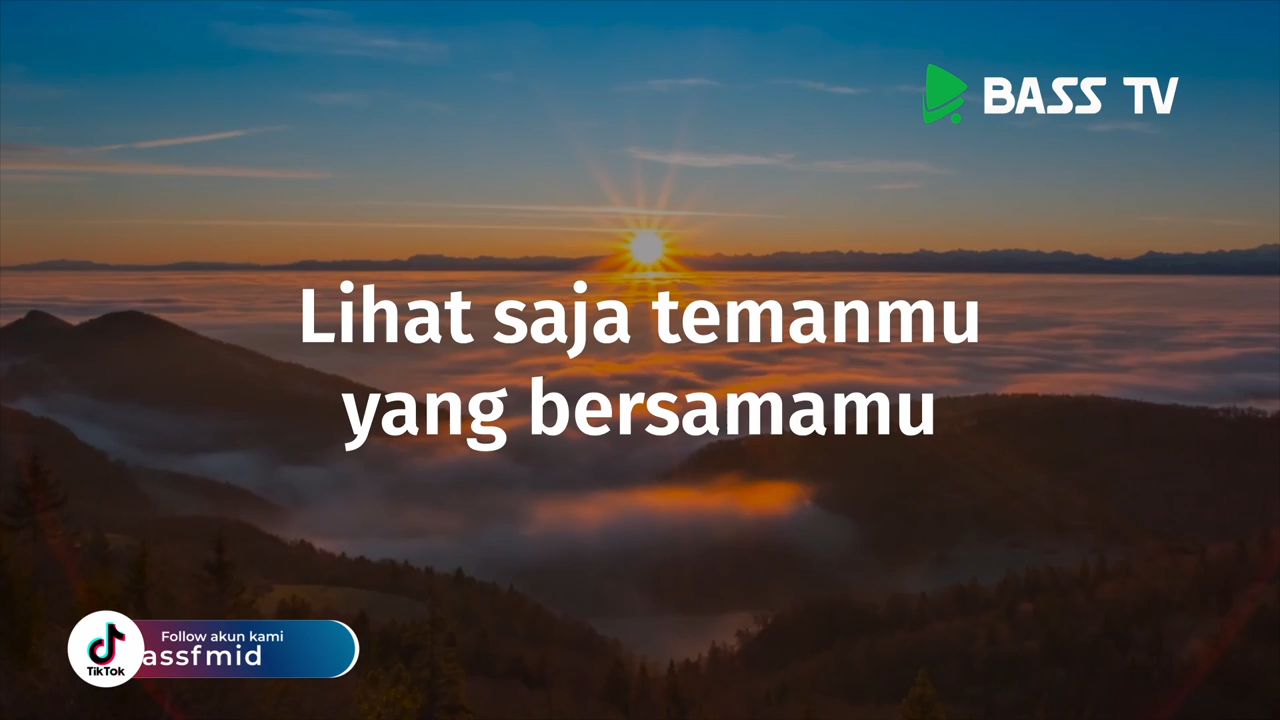 BASS TV
Lihat saja temanmu
yang bersamamu
Follow akun kami
assfmid
TikTok